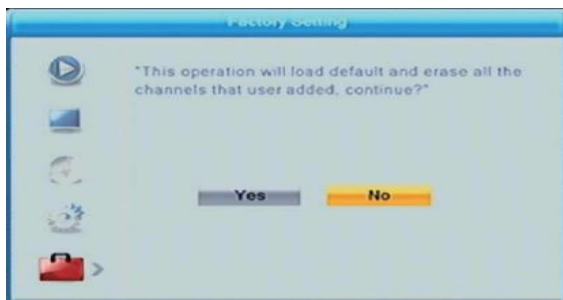 Factory Setting
"This operation will load default and erase all the
channels that user added, continue?"
Yes
No